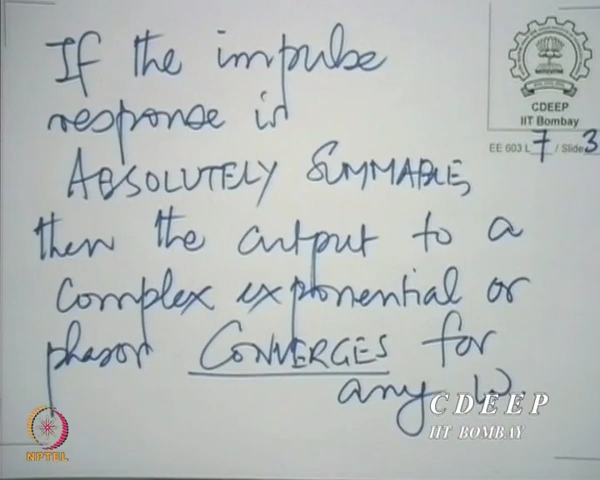 If the impulse
response is
ABSOLUTELY SUMMABLE,
then the output to a
complex exponential or
phasor CONVERGES for
any ω.
CDEEP
IIT Bombay
EE 603 L 7 / Slide 3
CDEEP
IIT BOMBAY
NPTEL